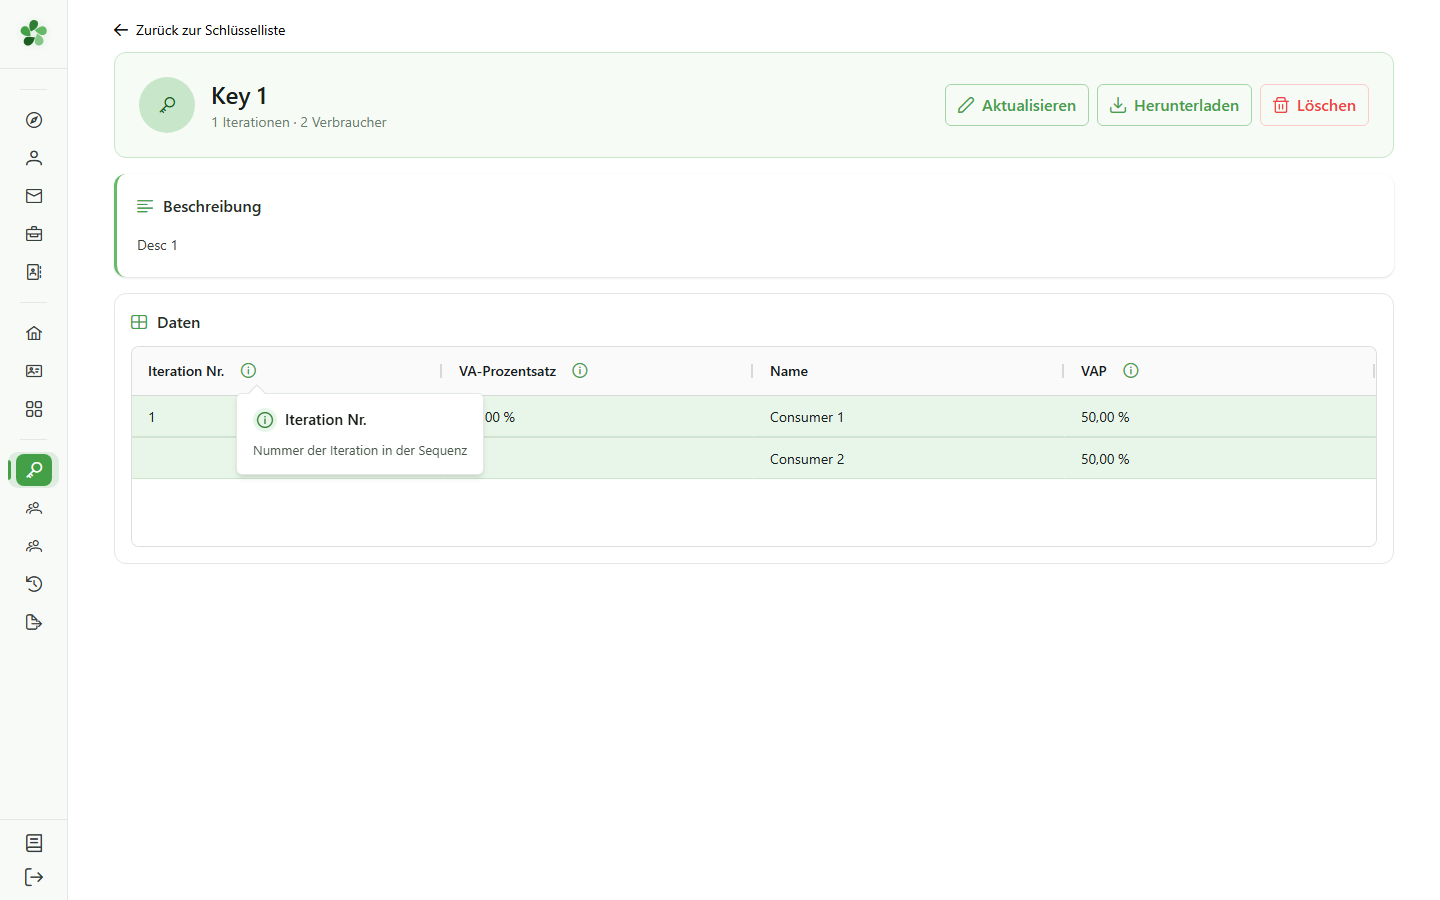 Zurück zur Schlüsselliste
Key 1
1 Iterationen · 2 Verbraucher
Aktualisieren
Herunterladen
Löschen
Beschreibung
Desc 1
Daten
Iteration Nr.
VA-Prozentsatz
Name
VAP
1
00 %
Consumer 1
50,00 %
Iteration Nr.
Nummer der Iteration in der Sequenz
Consumer 2
50,00 %